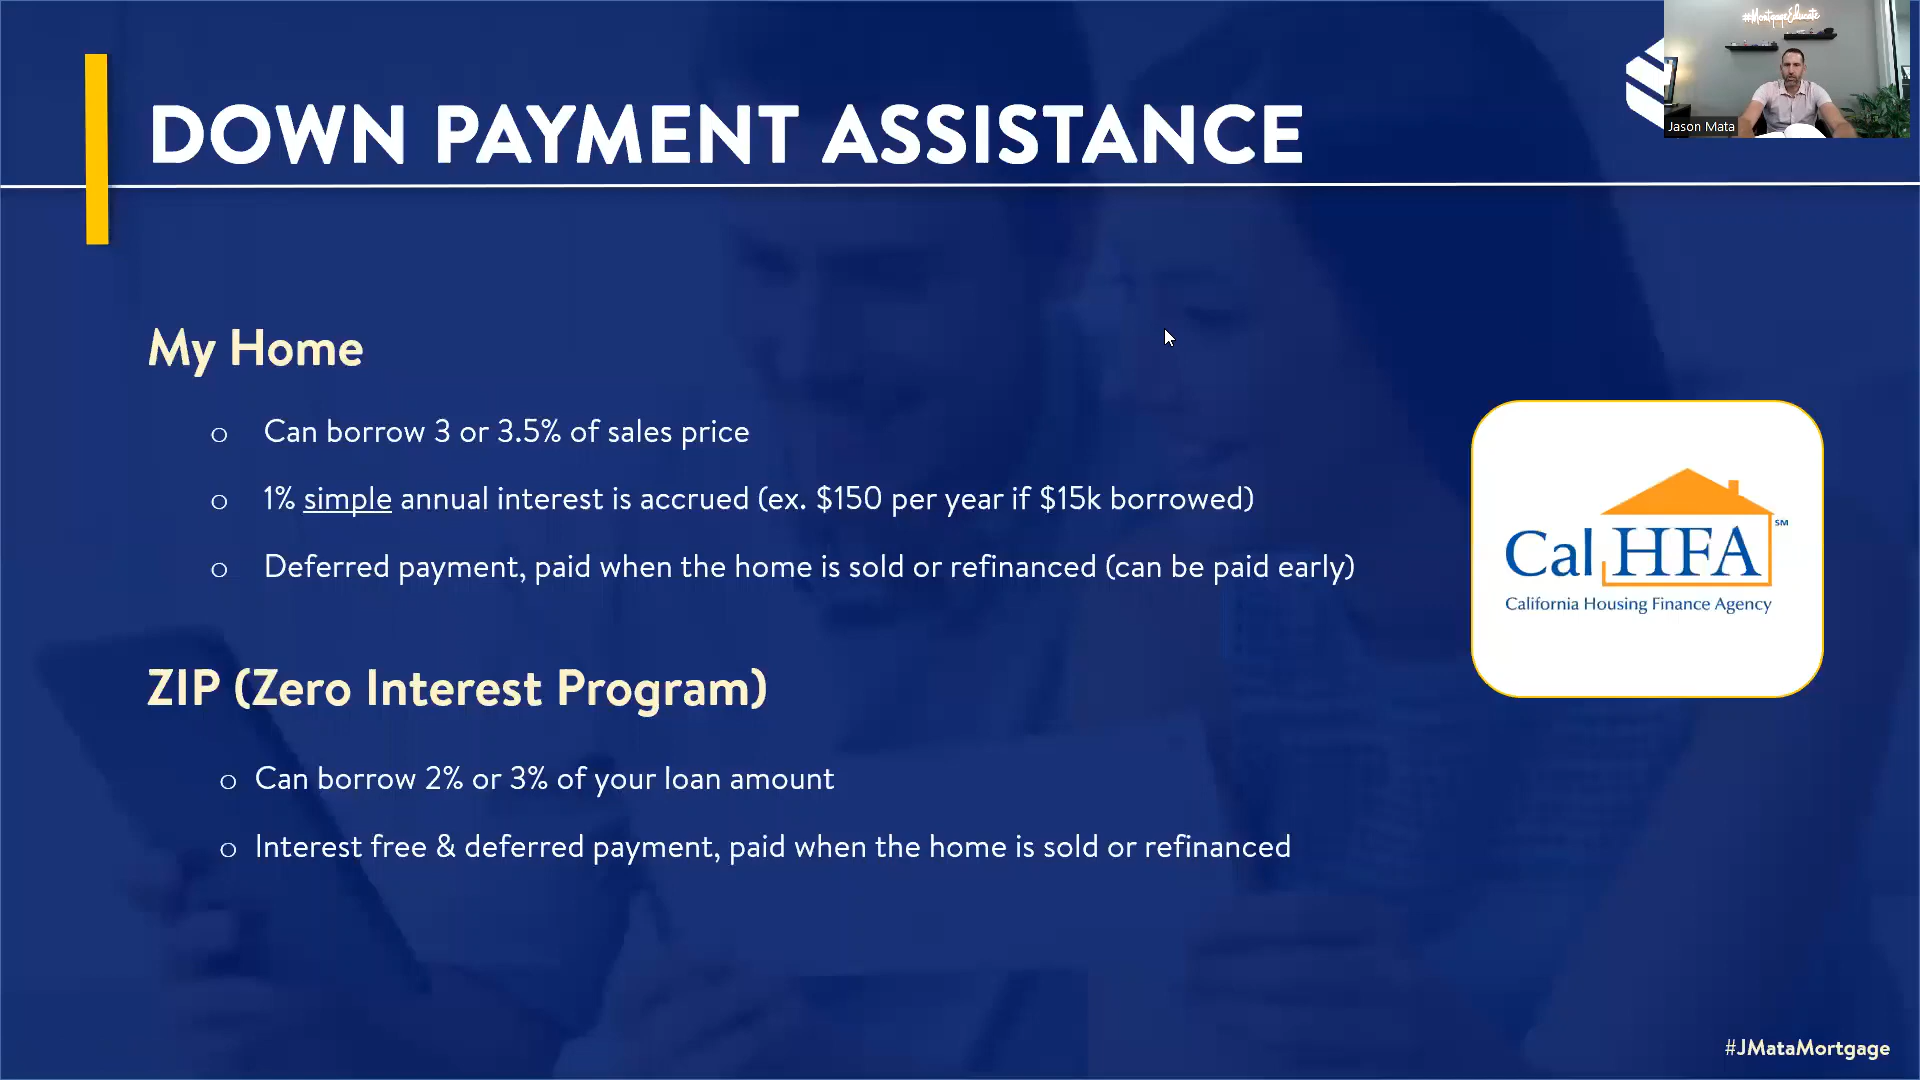 #MortgageEducate
Jason Mata
DOWN PAYMENT ASSISTANCE
My Home
o Can borrow 3 or 3.5% of sales price
o 1% simple annual interest is accrued (ex. $150 per year if $15k borrowed)
o Deferred payment, paid when the home is sold or refinanced (can be paid early)
CalHFA SM
California Housing Finance Agency
ZIP (Zero Interest Program)
o Can borrow 2% or 3% of your loan amount
o Interest free & deferred payment, paid when the home is sold or refinanced
#JMataMortgage